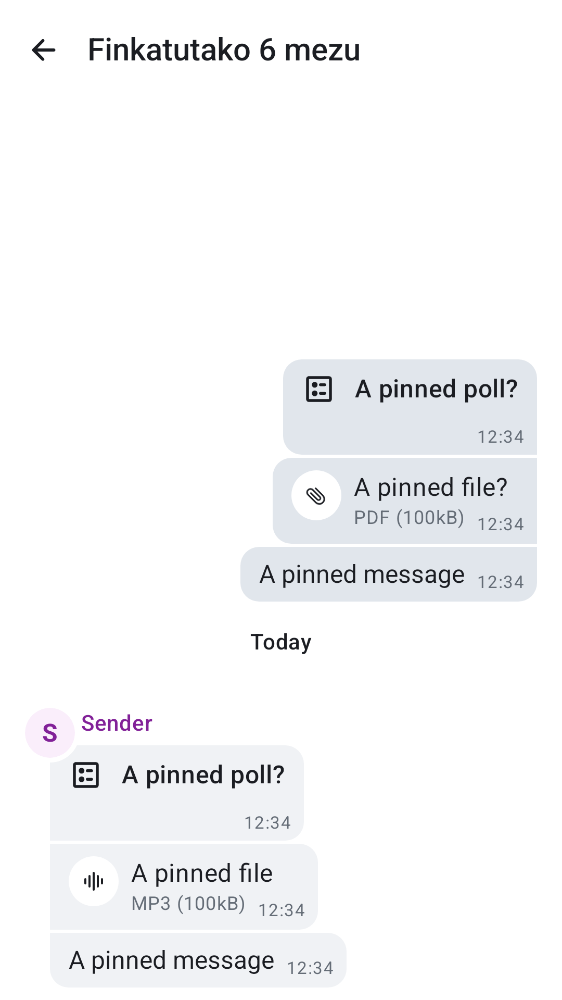 Finkatutako 6 mezu
A pinned poll?
12:34
A pinned file?
PDF (100kB) 12:34
A pinned message 12:34
Today
S Sender
A pinned poll?
12:34
A pinned file
MP3 (100kB) 12:34
A pinned message 12:34